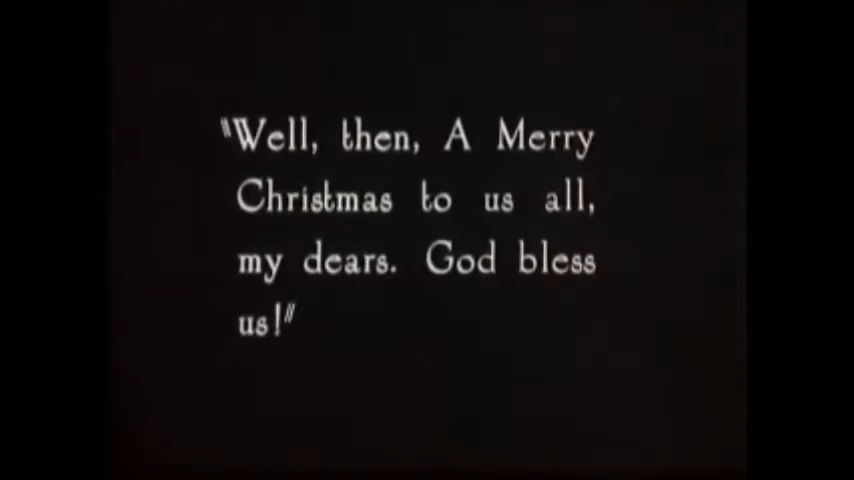 "Well, then, A Merry
Christmas to us all,
my dears. God bless
us!"